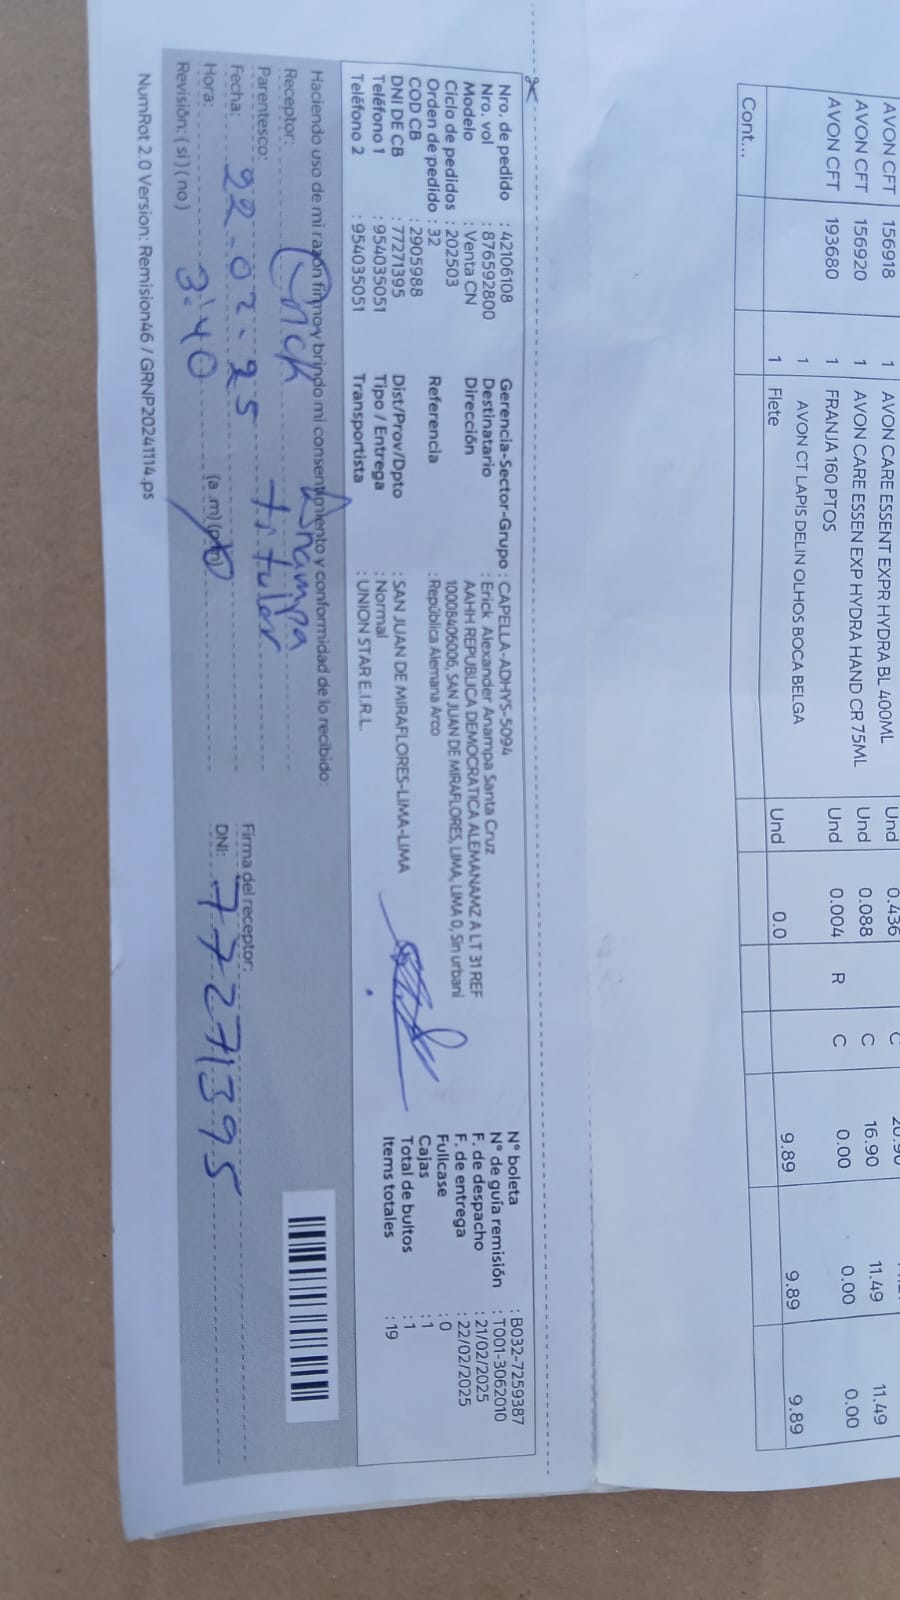 AVON CFT 156918 1 AVON CARE ESSENT EXPR HYDRA BL 400ML Und 0.436 C
AVON CFT 156920 1 AVON CARE ESSEN EXP HYDRA HAND CR 75ML Und 0.088 C 16.90 11.49 11.49
AVON CFT 193680 1 FRANJA 160 PTOS Und 0.004 R C 0.00 0.00 0.00
1 AVON CT LAPIS DELIN OLHOS BOCA BELGA
1 Flete Und 0.0 9.89 9.89 9.89
Cont...
Nro. de pedido : 42106108 Gerencia-Sector-Grupo : CAPELLA-ADHYS-5094 N° boleta : B032-7259387
Nro. vol : 876592800 Destinatario : Erick Alexander Anampa Santa Cruz N° de guía remisión : T001-3062010
Modelo : Venta CN Dirección AAHH REPUBLICA DEMOCRATICA ALEMANAMZ A LT 31 REF F. de despacho : 21/02/2025
Ciclo de pedidos : 202503 10008406006, SAN JUAN DE MIRAFLORES, LIMA, LIMA 0, Sin urbani F. de entrega : 22/02/2025
Orden de pedido : 32 Referencia : República Alemana Arco Fullcase : 0
COD CB : 2905988 Cajas : 1
DNI DE CB : 77271395 Dist/Prov/Dpto : SAN JUAN DE MIRAFLORES-LIMA-LIMA Total de bultos : 1
Teléfono 1 : 954035051 Tipo / Entrega : Normal Items totales : 19
Teléfono 2 : 954035051 Transportista : UNION STAR E.I.R.L.
Haciendo uso de mi razón firmo y brindo mi consentimiento y conformidad de lo recibido:
Receptor: Erick Anampa
Parentesco: titular Firma del receptor:
Fecha: 22-02-25 DNI: 77271395
Hora: 3:40 (a .m)
Revisión: ( si ) ( no )
NumRot 2.0 Version: Remision46 / GRNP20241114.ps